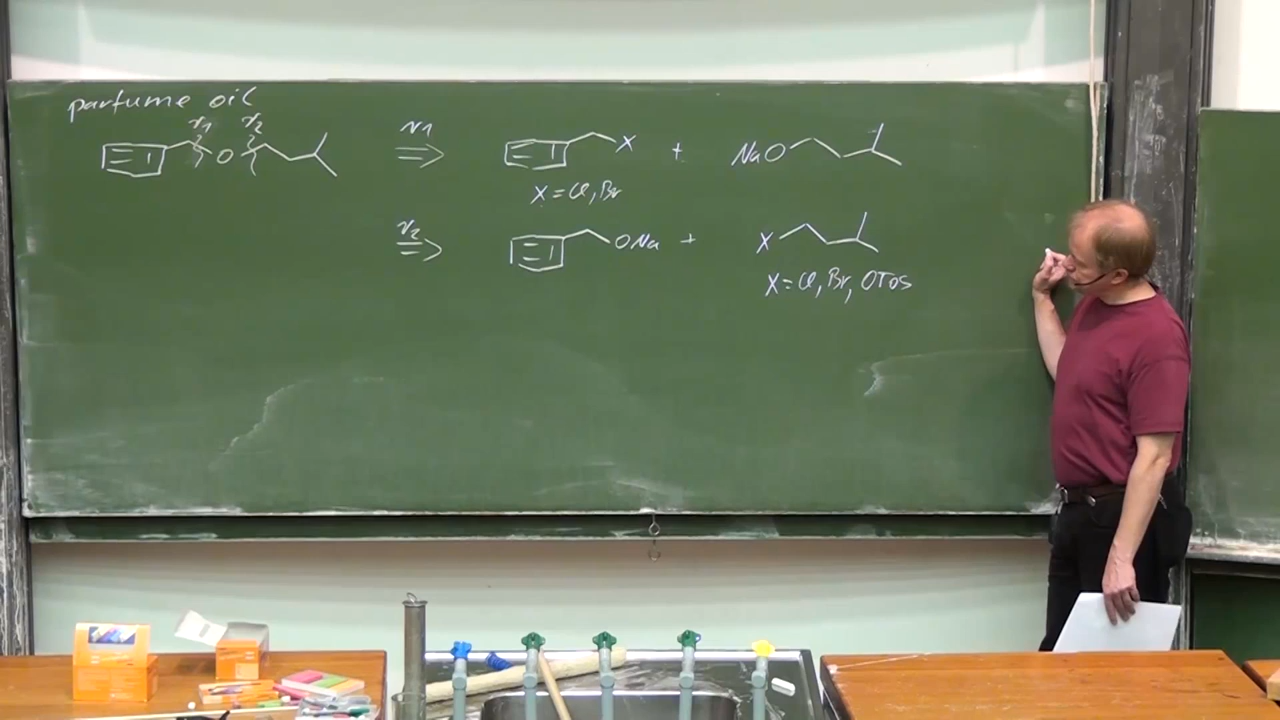 parfume oil
r1 r2
O
r1
X + NaO
X = Cl, Br
r2
ONa + X
X = Cl, Br, OTos